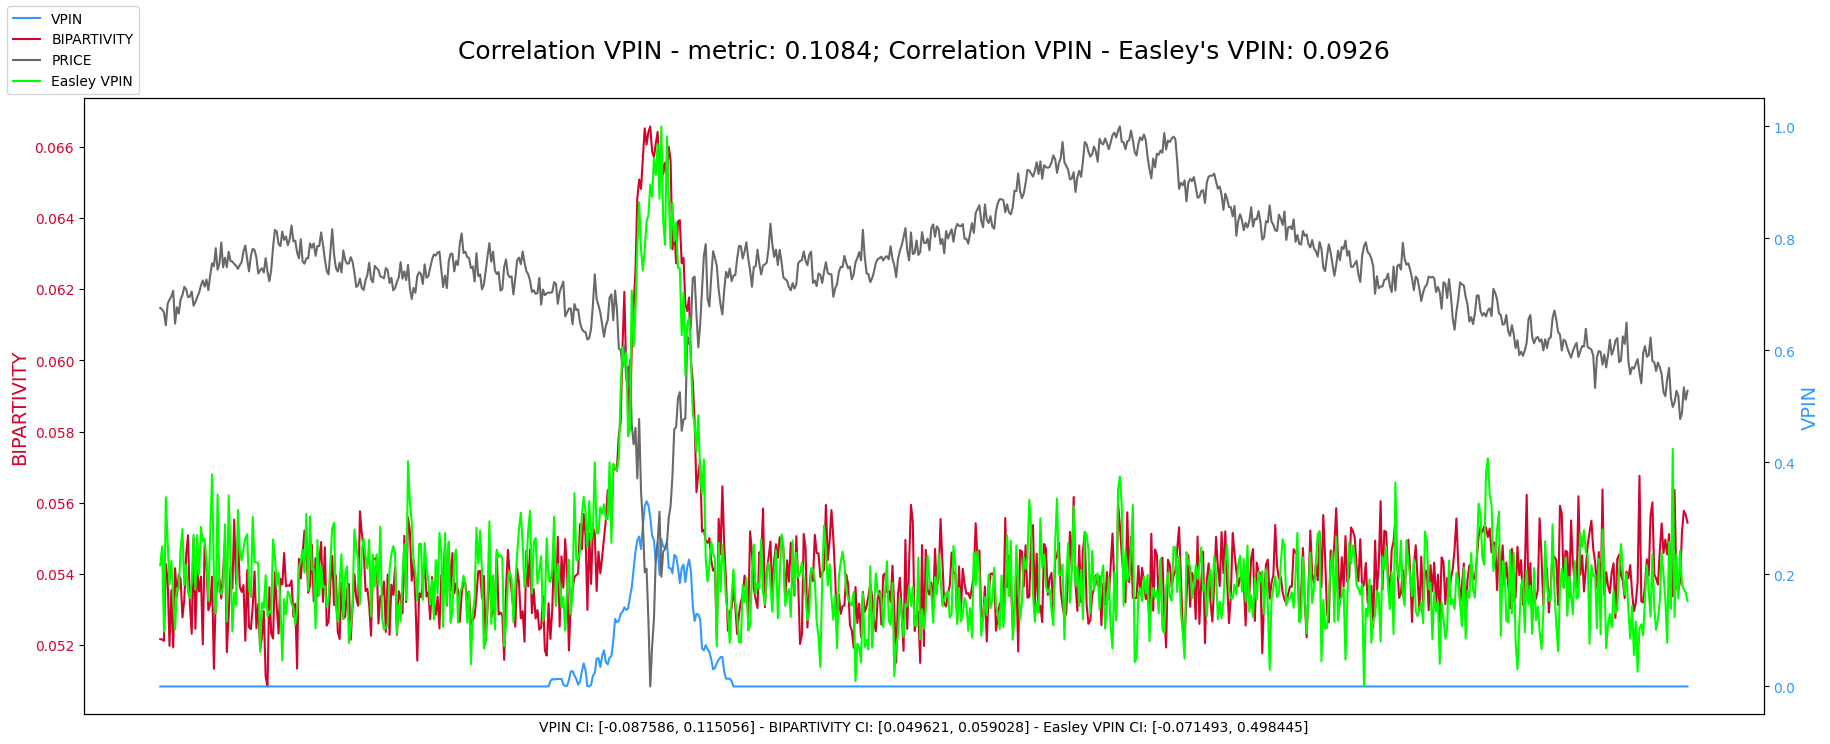 VPIN
BIPARTIVITY
PRICE
Easley VPIN
Correlation VPIN - metric: 0.1084; Correlation VPIN - Easley's VPIN: 0.0926
BIPARTIVITY
0.066
0.064
0.062
0.060
0.058
0.056
0.054
0.052
1.0
0.8
0.6
0.4
0.2
0.0
VPIN
VPIN CI: [-0.087586, 0.115056] - BIPARTIVITY CI: [0.049621, 0.059028] - Easley VPIN CI: [-0.071493, 0.498445]